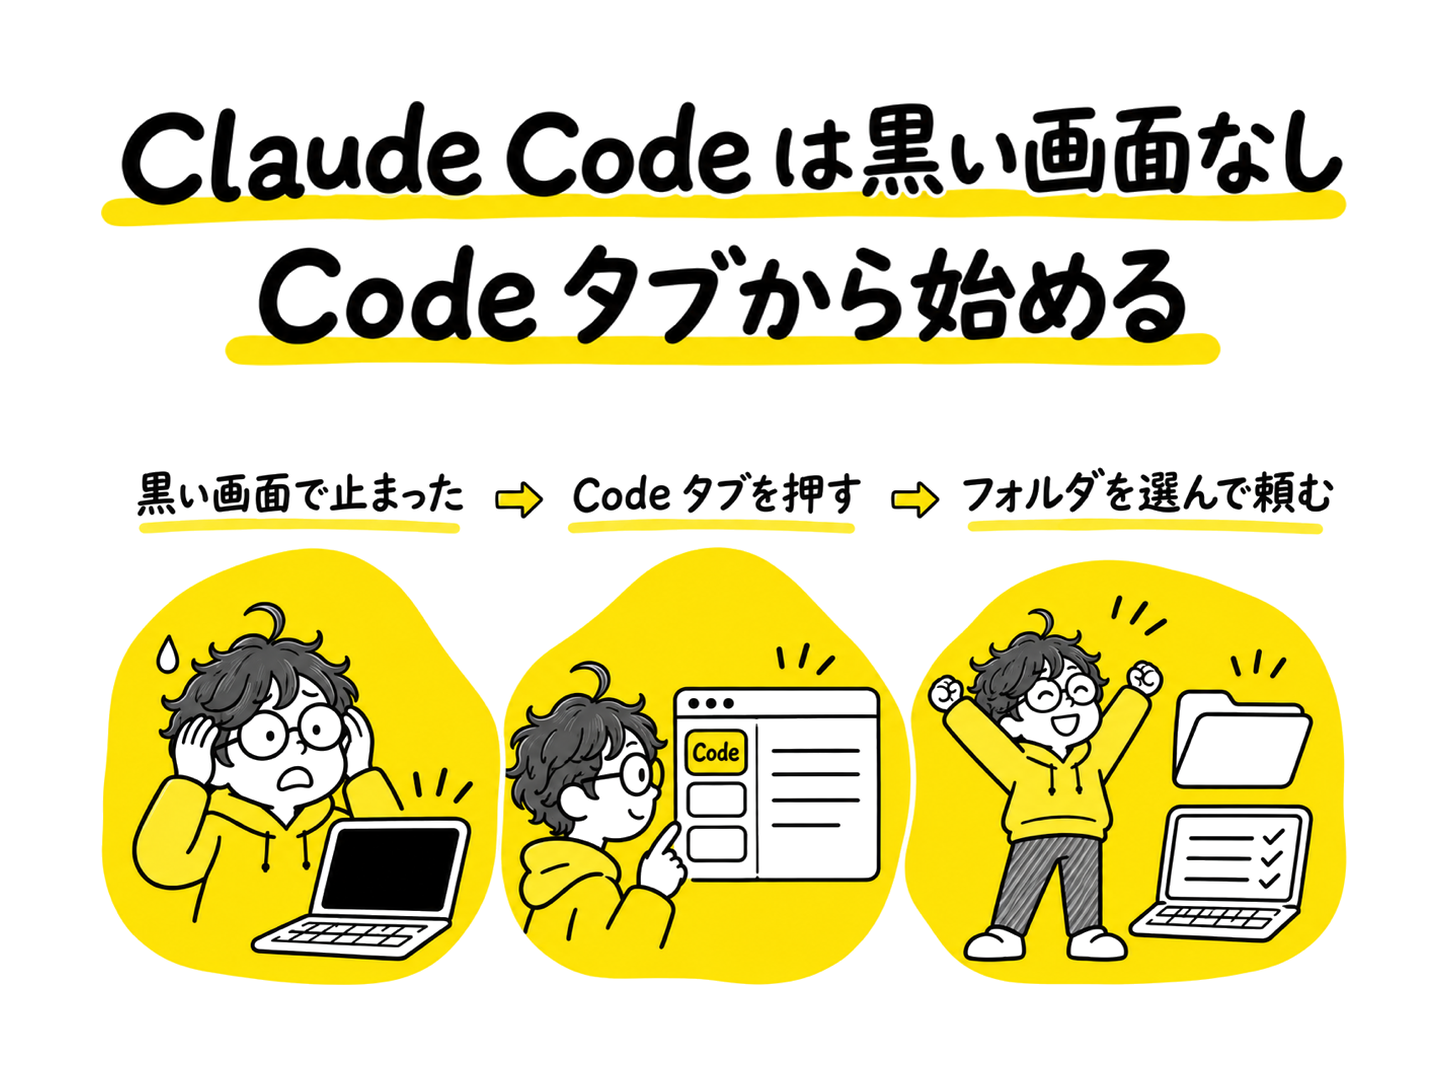 Claude Code は黒い画面なし
Code タブから始める
黒い画面で止まった
Code タブを押す
フォルダを選んで頼む
Code